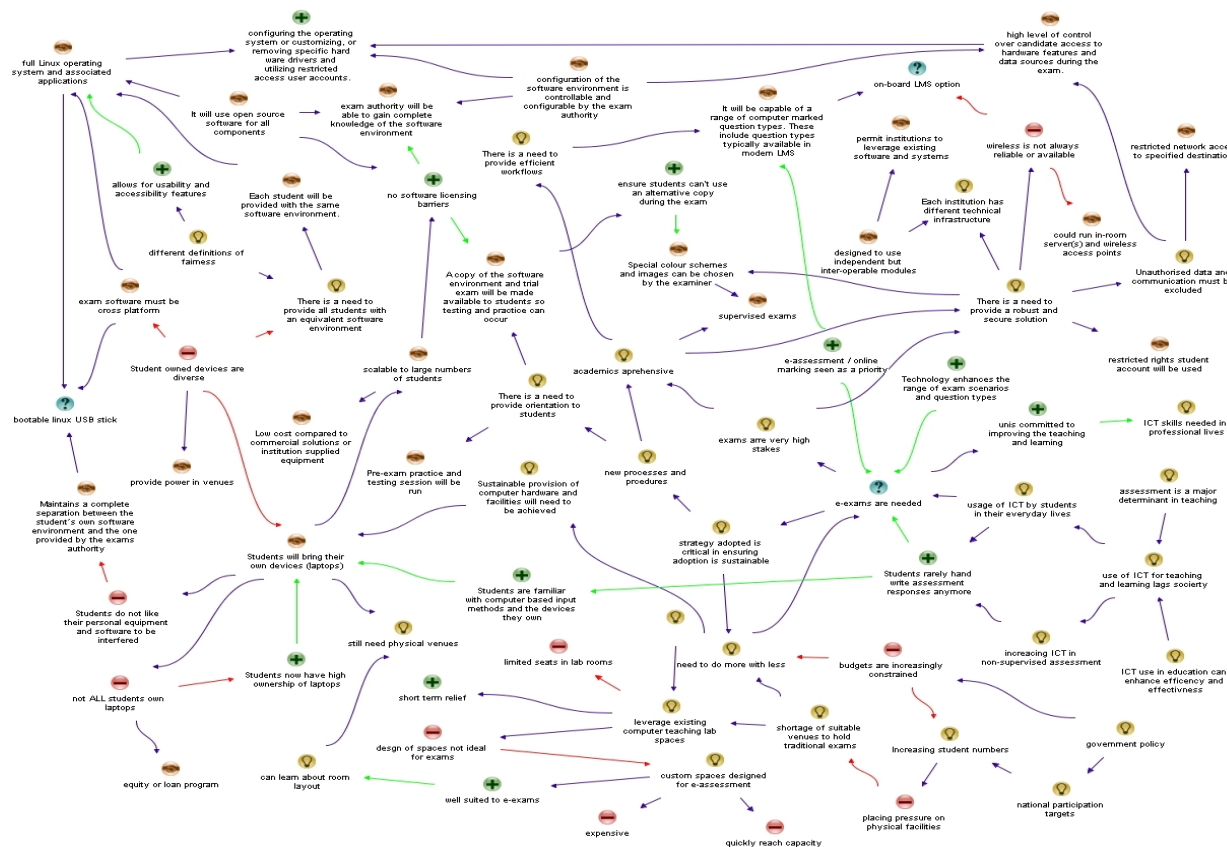 configuring the operating
system or customizing, or
removing specific hard
ware drivers and
utilizing restricted
access user accounts.
high level of control
over candidate access to
hardware features and
data sources during the
exam.
full Linux operating
system and associated
applications
configuration of the
software environment is
controllable and
configurable by the exam
authority
on-board LMS option
It will use open source
software for all
components
exam authority will be
able to gain complete
knowledge of the software
environment
It will be capable of a
range of computer marked
question types. These
include question types
typically available in
modern LMS
permit institutions to
leverage existing
software and systems
wireless is not always
reliable or available
restricted network acce
to specified destinatio
There is a need to
provide efficient
workflows
allows for usability and
accessibility features
Each student will be
provided with the same
software environment.
no software licensing
barriers
ensure students can't use
an alternative copy
during the exam
Each institution has
different technical
infrastructure
could run in-room
server(s) and wireless
access points
different definitions of
fairness
designed to use
independent but
inter-operable modules
Unauthorised data and
communication must be
excluded
A copy of the software
environment and trial
exam will be made
available to students so
testing and practice can
occur
Special colour schemes
and images can be chosen
by the examiner
exam software must be
cross platform
There is a need to
provide all students with
an equivalent software
environment
supervised exams
There is a need to
provide a robust and
secure solution
Student owned devices are
diverse
scalable to large numbers
of students
academics aprehensive
e-assessment / online
marking seen as a priority
restricted rights student
account will be used
bootable linux USB stick
Low cost compared to
commercial solutions or
institution supplied
equipment
There is a need to
provide orientation to
students
Technology enhances the
range of exam scenarios
and question types
unis committed to
improving the teaching
and learning
ICT skills needed in
professional lives
exams arre very high
stakes
provide power in venues
Pre-exam practice and
testing session will be
run
Sustainable provision of
computer hardware and
facilities will need to
be achieved
new processes and
procdures
e-exams are needed
usage of ICT by students
in their everyday lives
assessment is a major
determinant in teaching
Maintains a complete
separation between the
student's own software
environment and the one
provided by the exams
authority
strategy adopted is
critical in ensuring
adoption is sustainable
Students will bring their
own devices (laptops)
Students rarely hand
write assessment
responses anymore
use of ICT for teaching
and learning lags socierty
Students are familiar
with computer based input
methods and the devices
they own
Students do not like
their personal equipment
and software to be
interfered
still need physical venues
limited seats in lab rooms
need to do more with less
budgets are increasingly
constrained
increasing ICT in
non-supervised assessment
ICT use in education can
enhance efficency and
effectivness
Students now have high
ownership of laptops
not ALL students own
laptops
short term relief
leverage existing
computer teaching lab
spaces
shortage of suitable
venues to hold
traditional exams
Increasing student numbers
government policy
desgn of spaces not ideal
for exams
equity or loan program
can learn about room
layout
well suited to e-exams
custom spaces designed
for e-assessment
placing pressure on
physical facilities
national participation
targets
expensive
quickly reach capacity